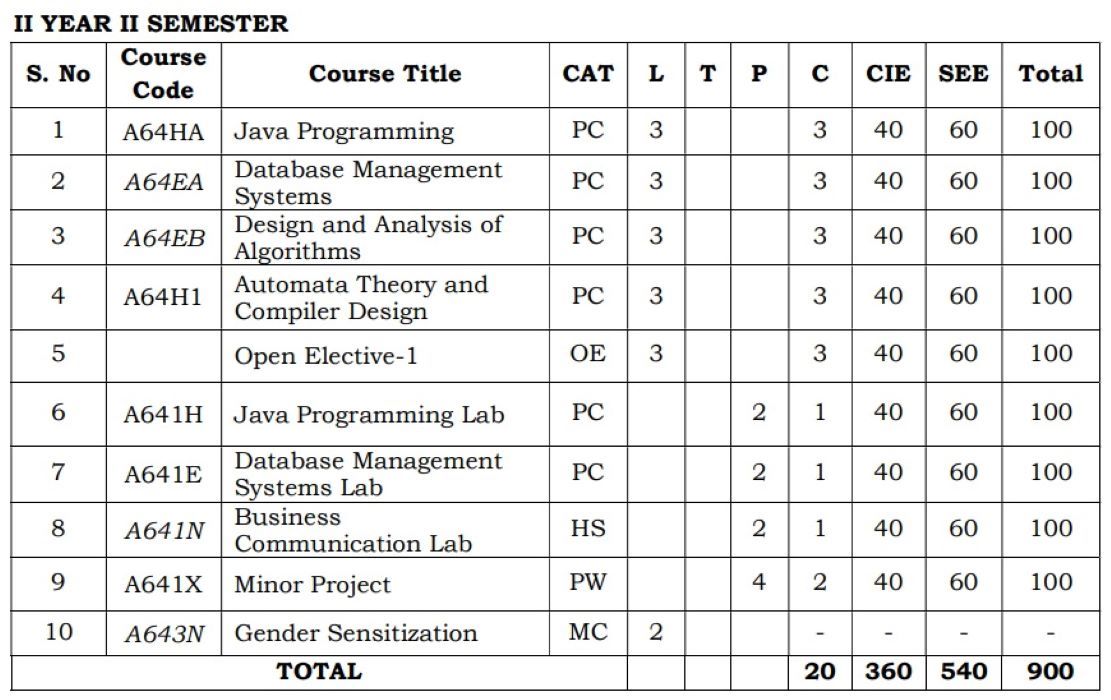 II YEAR II SEMESTER
S. No Course Code Course Title CAT L T P C CIE SEE Total
1 A64HA Java Programming PC 3 3 40 60 100
2 A64EA Database Management Systems PC 3 3 40 60 100
3 A64EB Design and Analysis of Algorithms PC 3 3 40 60 100
4 A64H1 Automata Theory and Compiler Design PC 3 3 40 60 100
5 Open Elective-1 OE 3 3 40 60 100
6 A641H Java Programming Lab PC 2 1 40 60 100
7 A641E Database Management Systems Lab PC 2 1 40 60 100
8 A641N Business Communication Lab HS 2 1 40 60 100
9 A641X Minor Project PW 4 2 40 60 100
10 A643N Gender Sensitization MC 2 - - - -
TOTAL 20 360 540 900